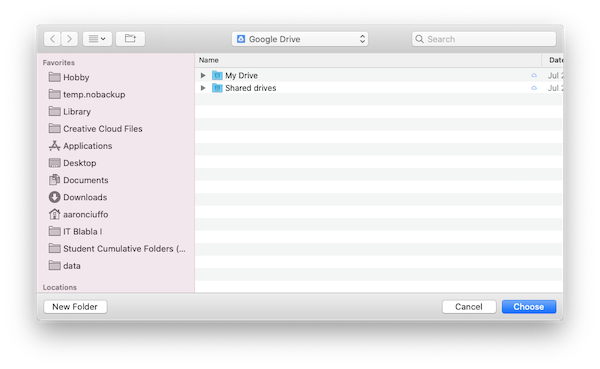 Google Drive
Search
Favorites
Hobby
temp.nobackup
Library
Creative Cloud Files
Applications
Desktop
Documents
Downloads
aaronciuffo
IT Blabla I
Student Cumulative Folders (...
data
Locations
Name
Date
My Drive
Jul 2
Shared drives
Jul 2
New Folder
Cancel
Choose